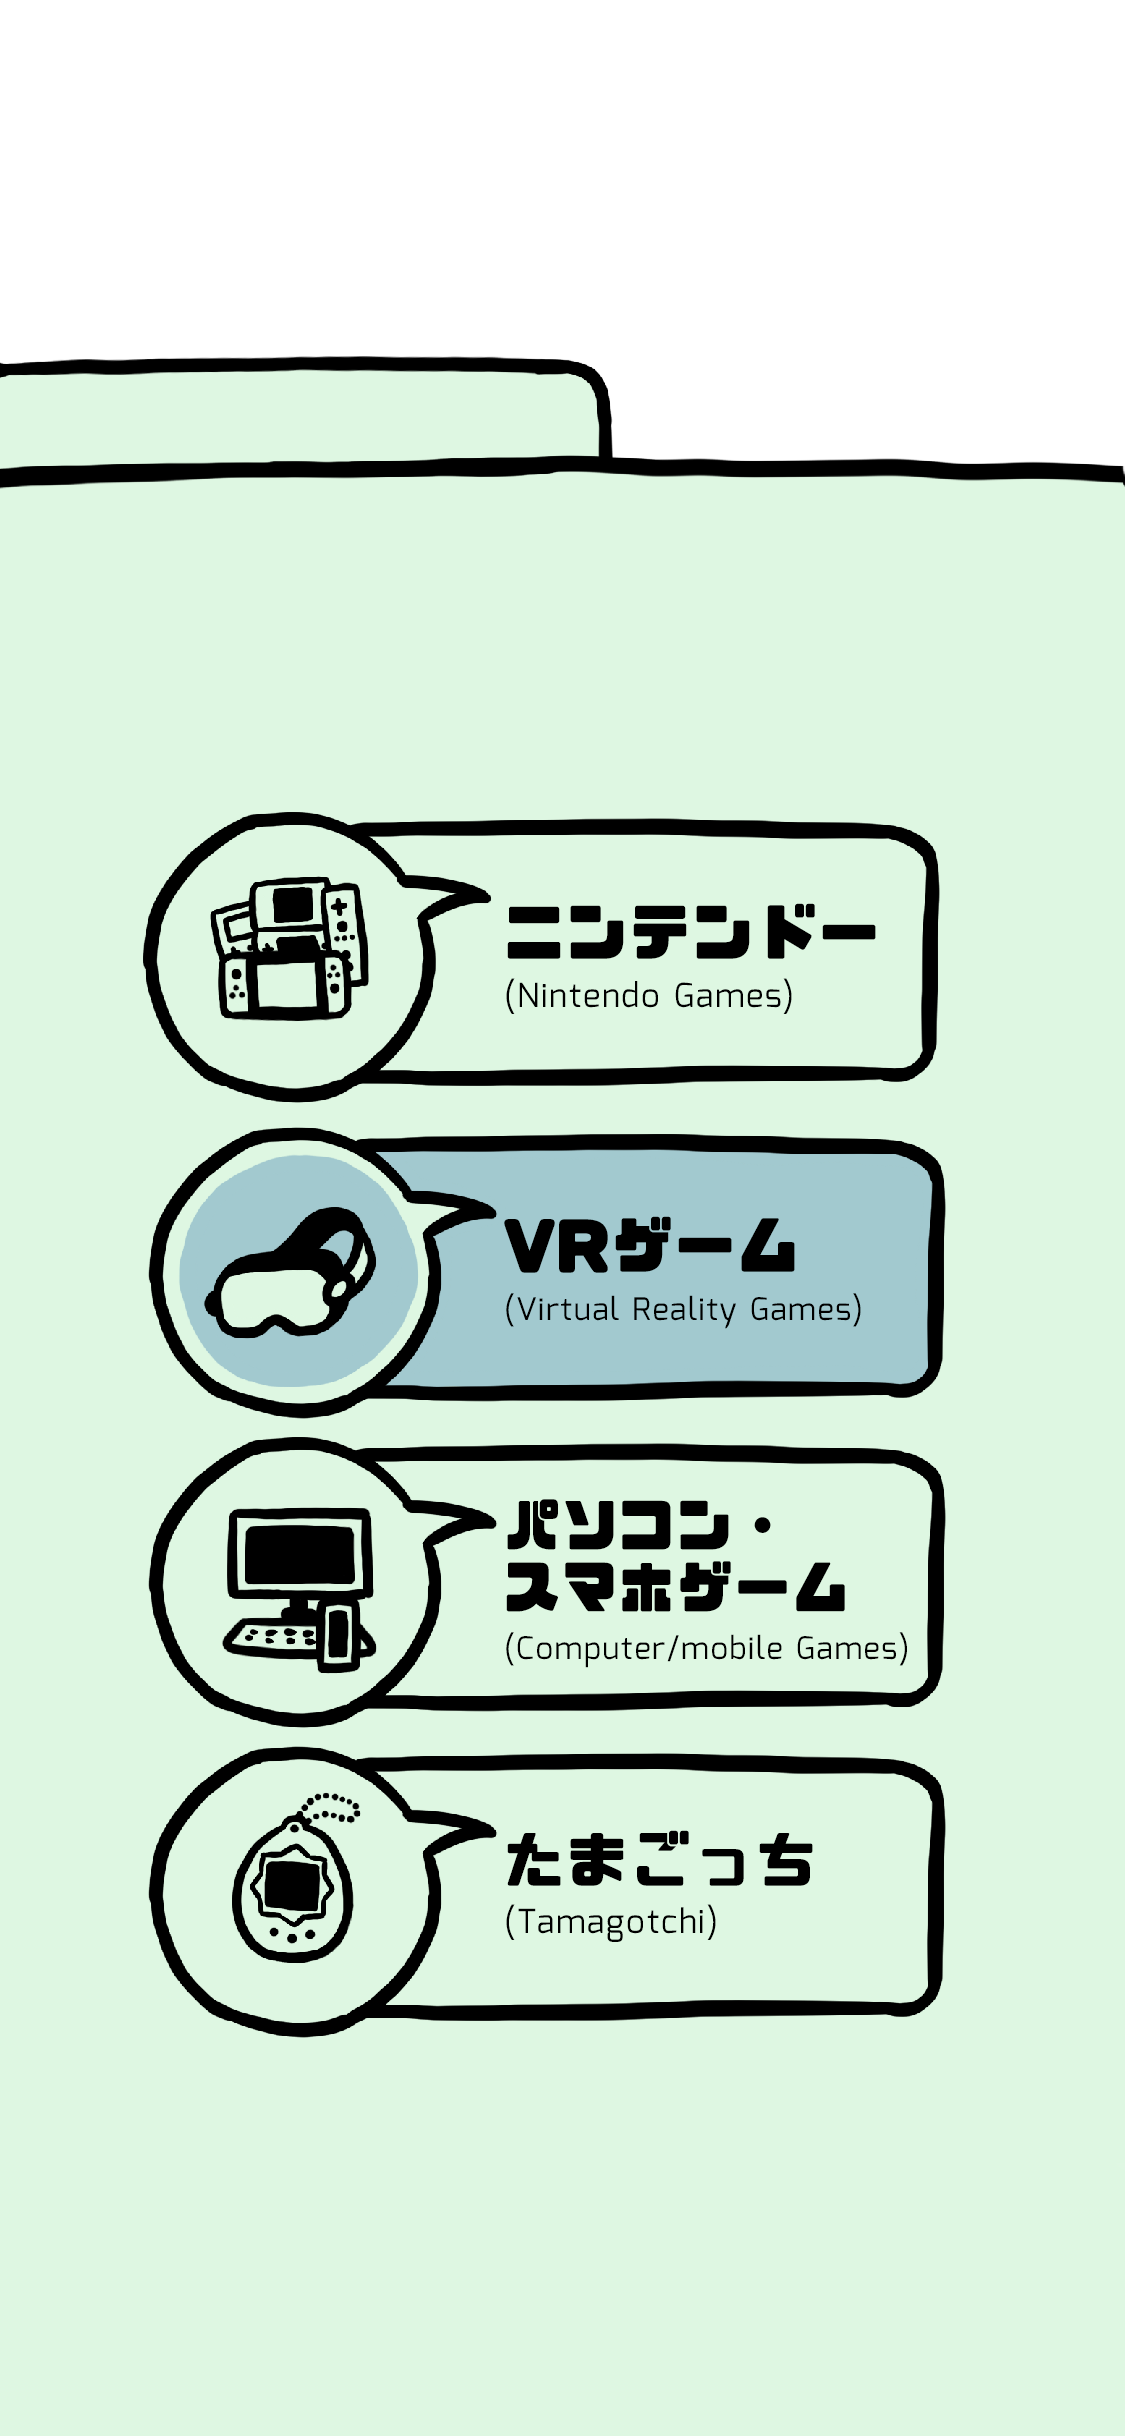 ニンテンドー
(Nintendo Games)
VRゲーム
(Virtual Reality Games)
パソコン・
スマホゲーム
(Computer/mobile Games)
たまごっち
(Tamagotchi)